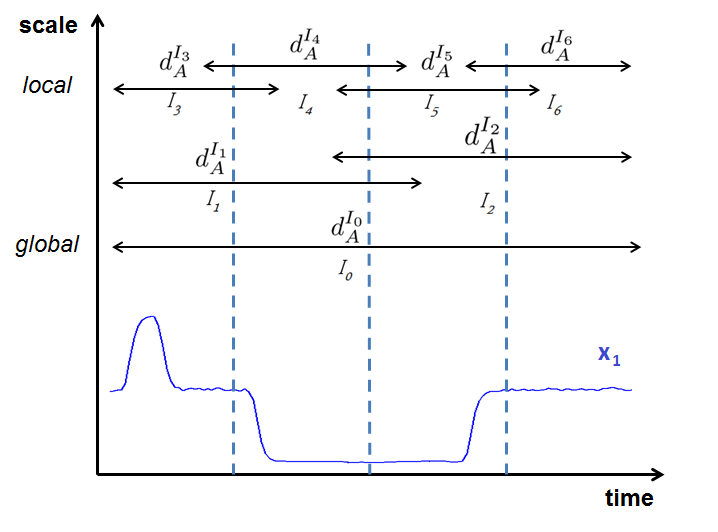 scale
d_A^{I_3} d_A^{I_4} d_A^{I_5} d_A^{I_6}
local
I_3 I_4 I_5 I_6
d_A^{I_1} d_A^{I_2}
I_1 I_2
d_A^{I_0}
global
I_0
x_1
time